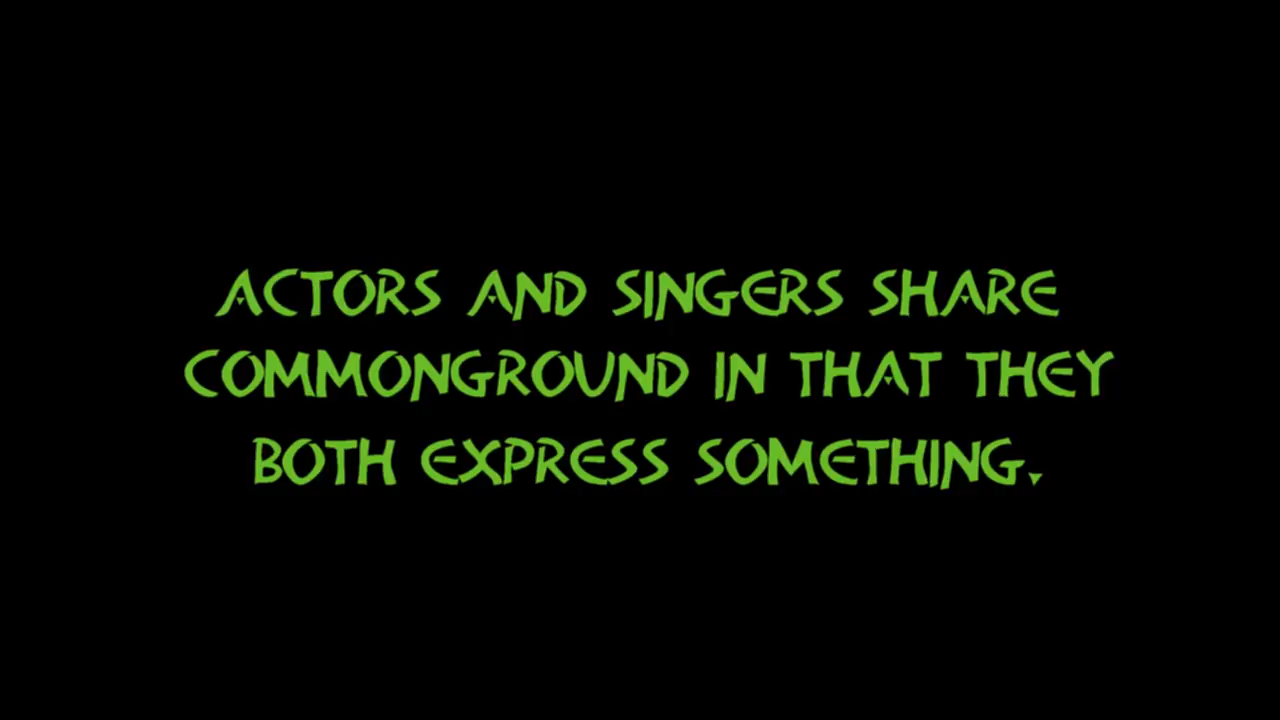 ACTORS AND SINGERS SHARE
COMMONGROUND IN THAT THEY
BOTH EXPRESS SOMETHING.